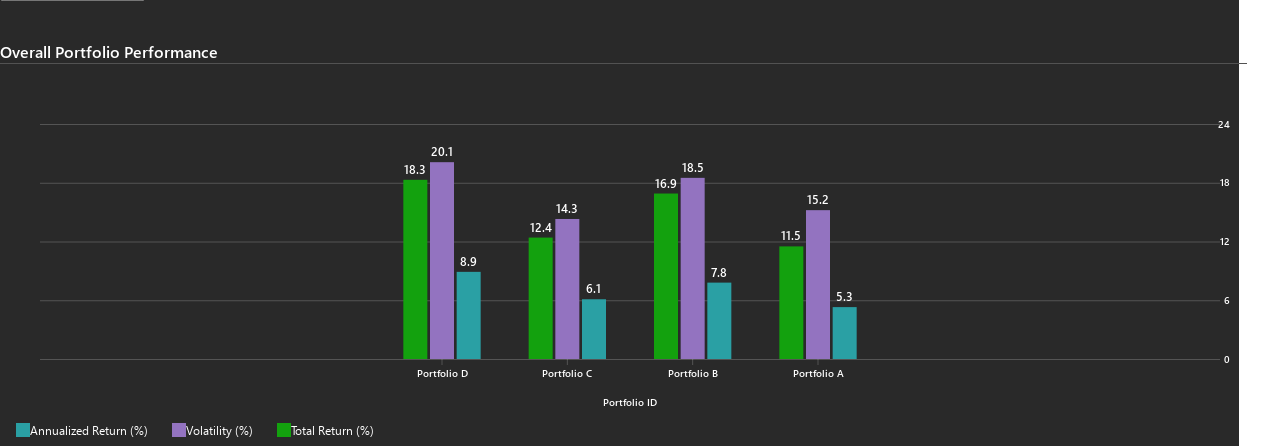 Overall Portfolio Performance
24
18
12
6
0
18.3
20.1
8.9
12.4
14.3
6.1
16.9
18.5
7.8
11.5
15.2
5.3
Portfolio D
Portfolio C
Portfolio B
Portfolio A
Portfolio ID
Annualized Return (%)
Volatility (%)
Total Return (%)